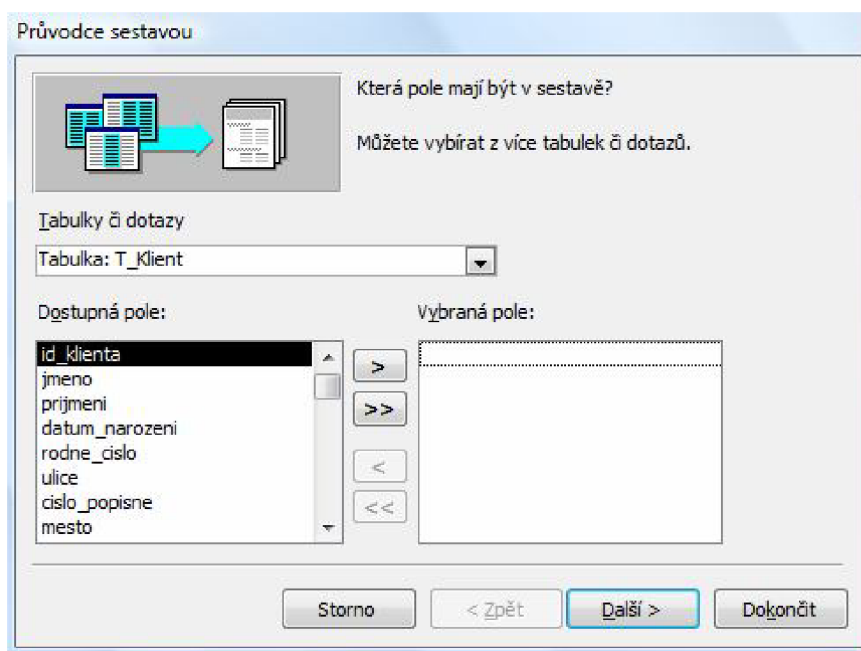 Průvodce sestavou
Která pole mají být v sestavě?
Můžete vybírat z více tabulek či dotazů.
Tabulky či dotazy
Tabulka: T_Klient
Dostupná pole:
Vybraná pole:
id_klienta
jmeno
prijmeni
datum_narozeni
rodne_cislo
ulice
cislo_popisne
mesto
>
>>
<
<<
Storno
< Zpět
Další >
Dokončit